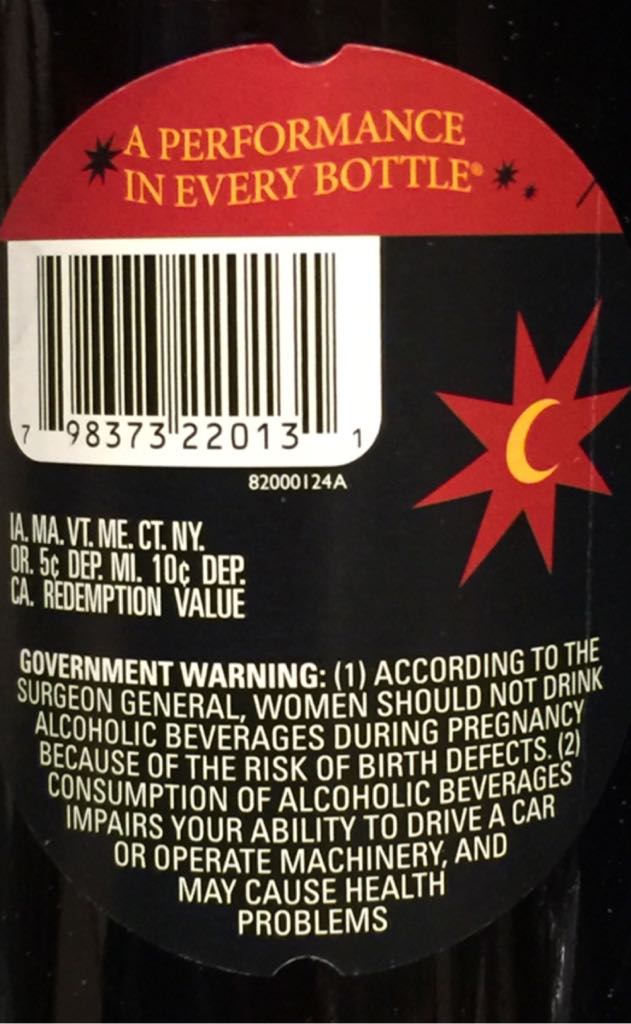 A PERFORMANCE
IN EVERY BOTTLE®
7 98373 22013 1
82000124A
IA. MA. VT. ME. CT. NY.
OR. 5¢ DEP. MI. 10¢ DEP.
CA. REDEMPTION VALUE
GOVERNMENT WARNING: (1) ACCORDING TO THE
SURGEON GENERAL, WOMEN SHOULD NOT DRINK
ALCOHOLIC BEVERAGES DURING PREGNANCY
BECAUSE OF THE RISK OF BIRTH DEFECTS. (2)
CONSUMPTION OF ALCOHOLIC BEVERAGES
IMPAIRS YOUR ABILITY TO DRIVE A CAR
OR OPERATE MACHINERY, AND
MAY CAUSE HEALTH
PROBLEMS